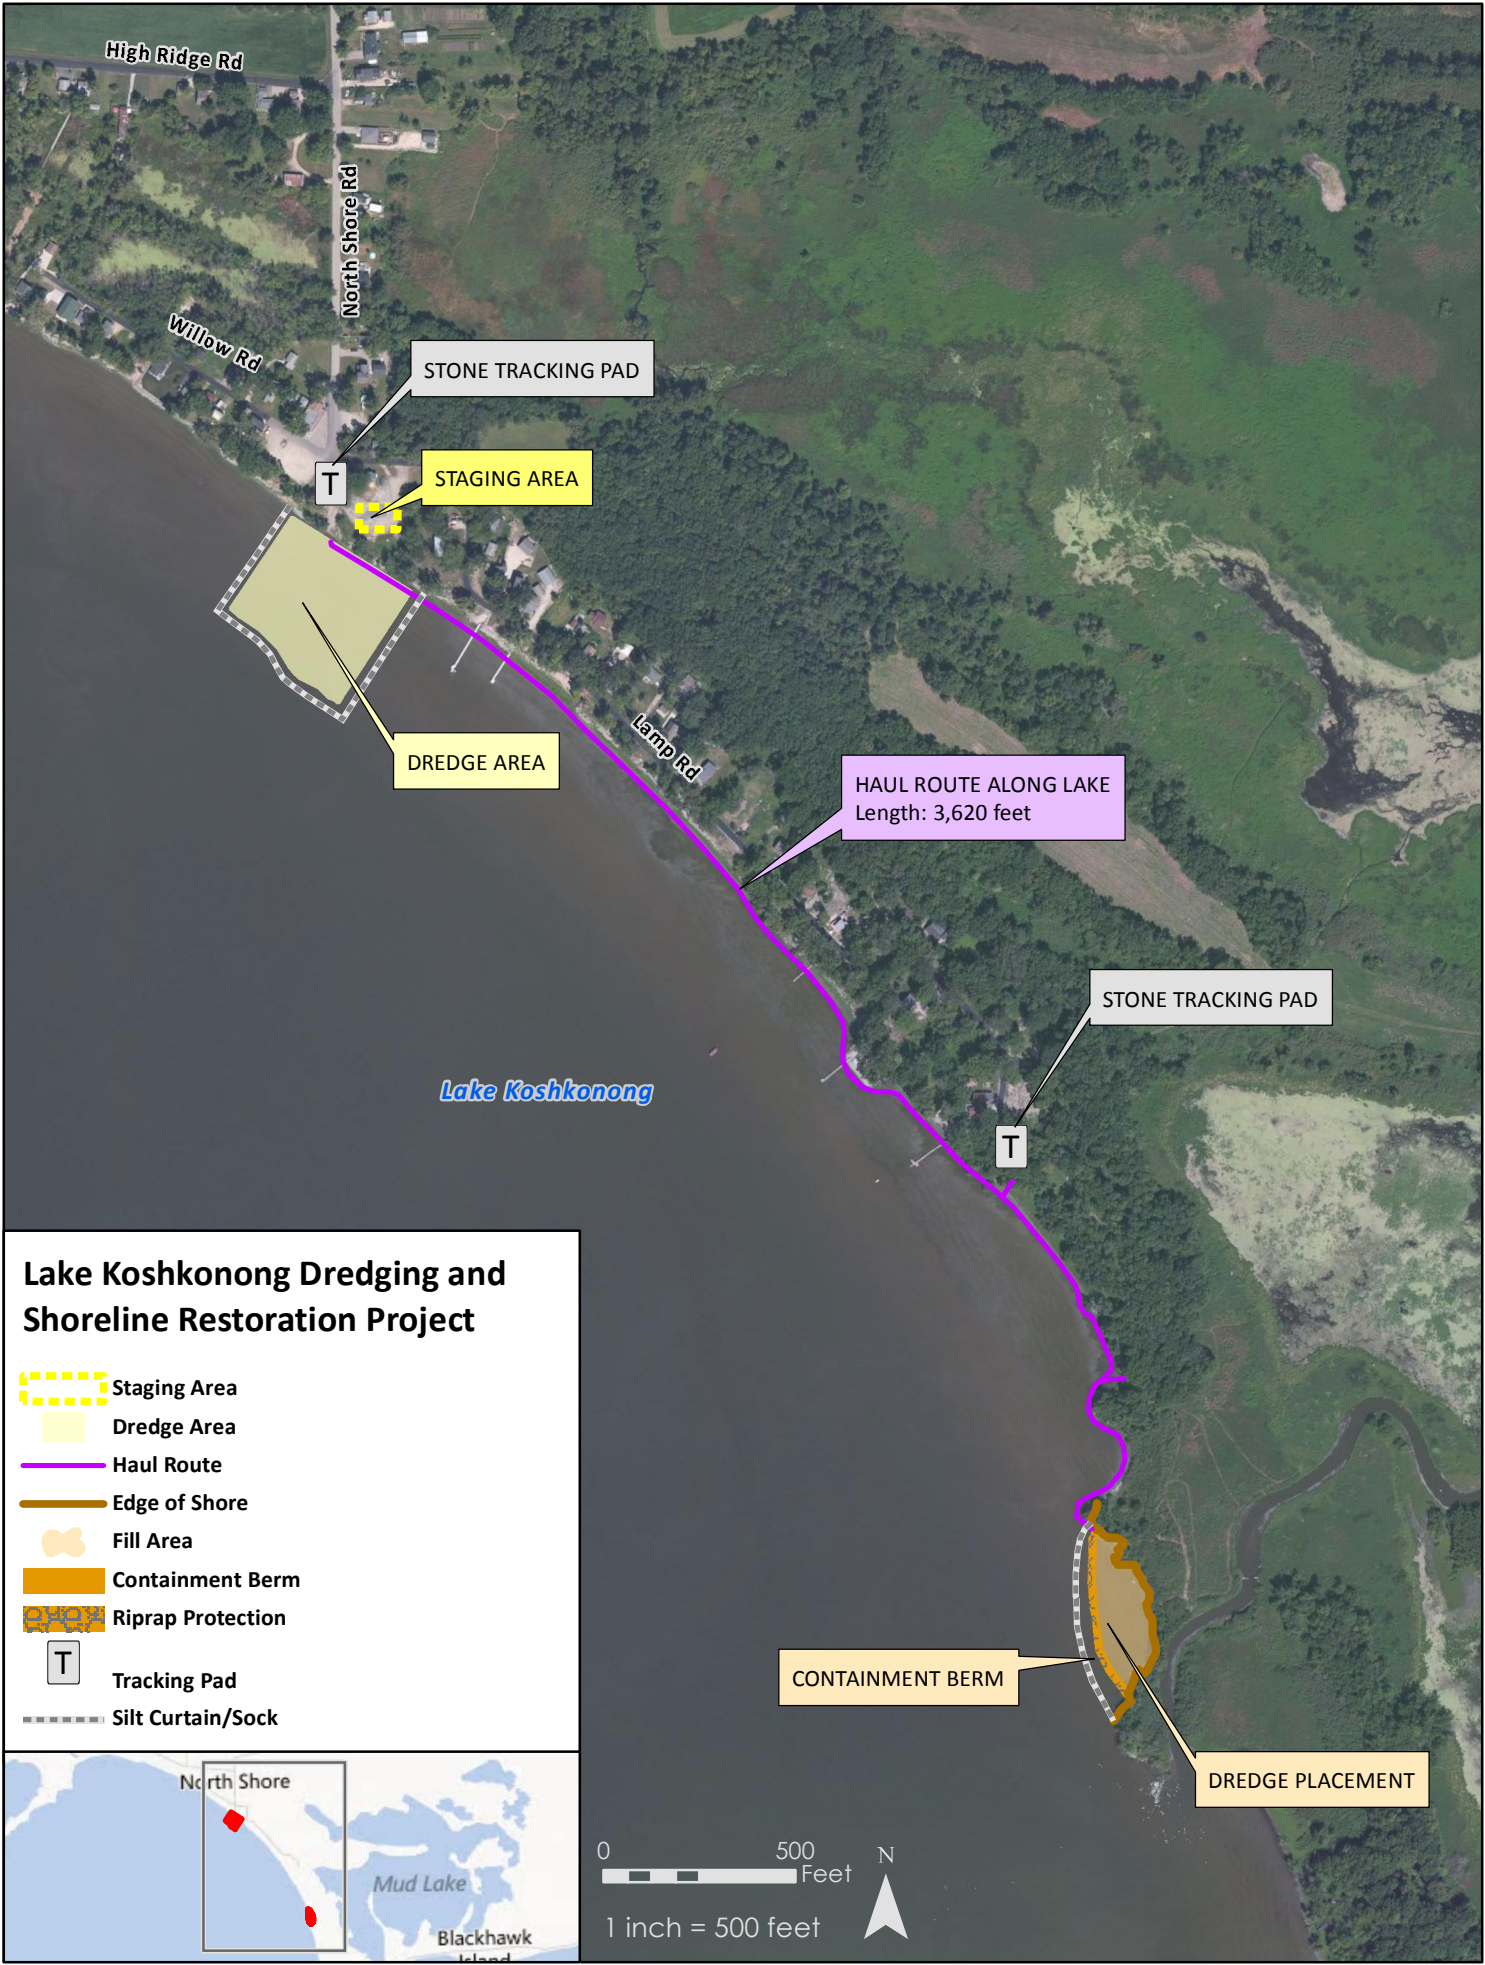 High Ridge Rd
North Shore Rd
Willow Rd
STONE TRACKING PAD
T
STAGING AREA
DREDGE AREA
Lamp Rd
HAUL ROUTE ALONG LAKE
Length: 3,620 feet
STONE TRACKING PAD
T
Lake Koshkonong
CONTAINMENT BERM
DREDGE PLACEMENT
Lake Koshkonong Dredging and
Shoreline Restoration Project
Staging Area
Dredge Area
Haul Route
Edge of Shore
Fill Area
Containment Berm
Riprap Protection
T
Tracking Pad
Silt Curtain/Sock
North Shore
Mud Lake
Blackhawk
Island
0 500
Feet
N
1 inch = 500 feet